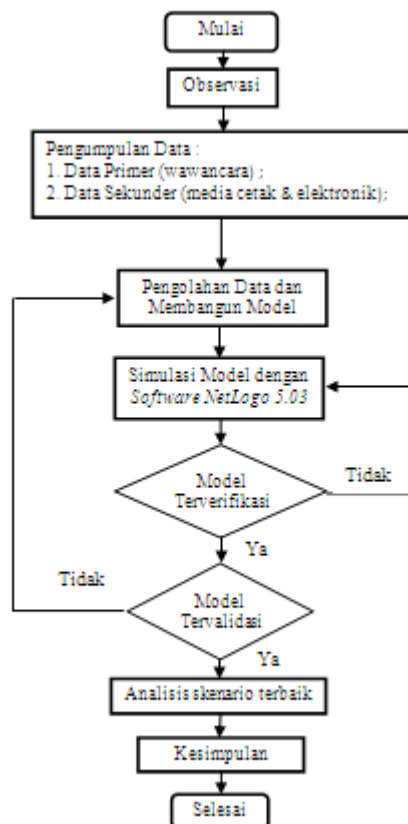 Mulai
Observasi
Pengumpulan Data :
1. Data Primer (wawancara) ;
2. Data Sekunder (media cetak & elektronik);
Pengolahan Data dan
Membangun Model
Simulasi Model dengan
Software NetLogo 5.03
Model
Terverifikasi
Tidak
Ya
Tidak
Model
Tervalidasi
Ya
Analisis skenario terbaik
Kesimpulan
Selesai